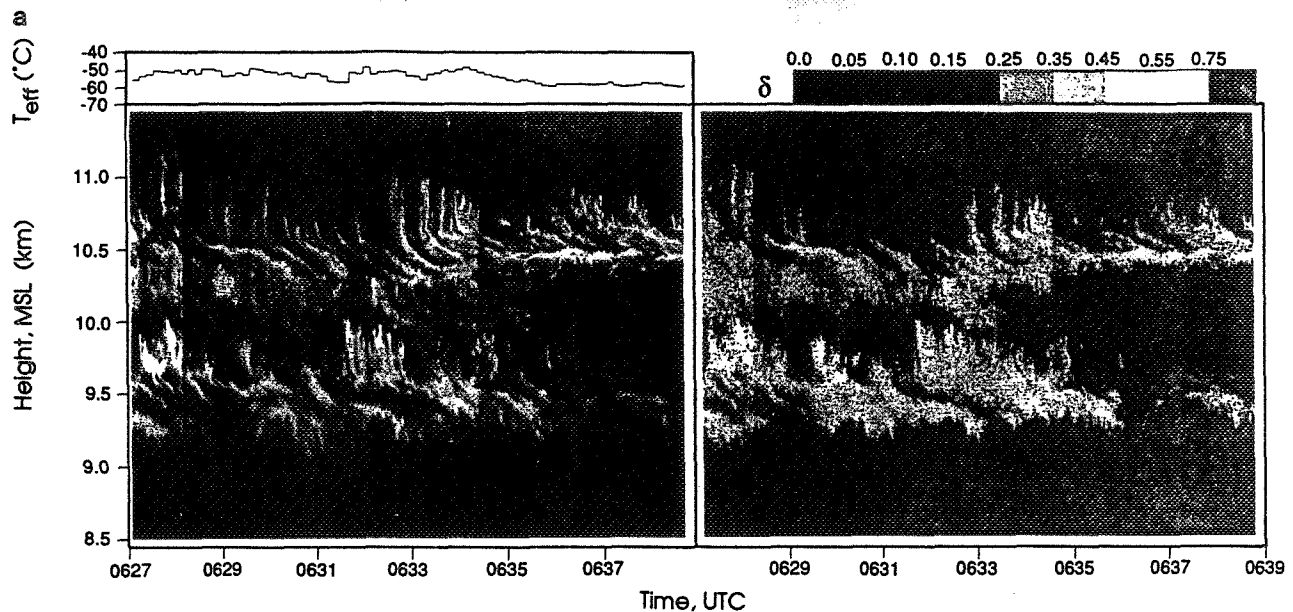 a
Teff (°C)
-40
-50
-60
-70
δ
0.0 0.05 0.10 0.15 0.25 0.35 0.45 0.55 0.75
Height, MSL (km)
11.0
10.5
10.0
9.5
9.0
8.5
0627 0629 0631 0633 0635 0637
0629 0631 0633 0635 0637 0639
Time, UTC